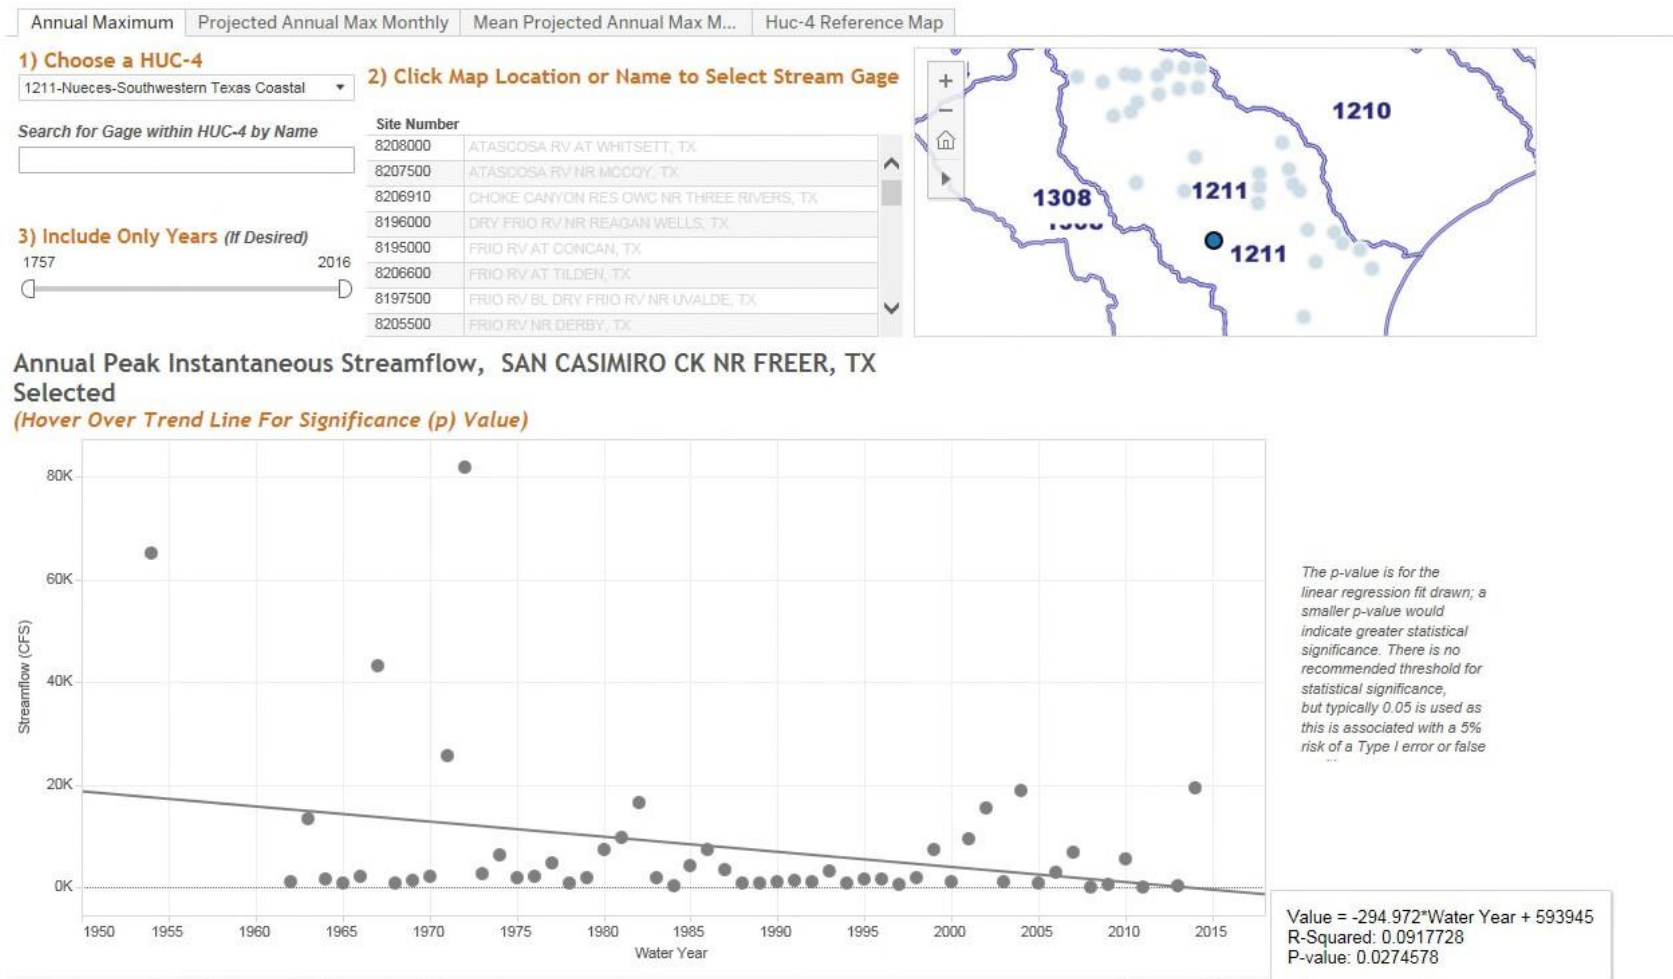 Annual Maximum
Projected Annual Max Monthly
Mean Projected Annual Max M...
Huc-4 Reference Map
1) Choose a HUC-4
1211-Nueces-Southwestern Texas Coastal
Search for Gage within HUC-4 by Name
3) Include Only Years (If Desired)
1757 2016
2) Click Map Location or Name to Select Stream Gage
Site Number
8208000 ATASCOSA RV AT WHITSETT, TX
8207500 ATASCOSA RV NR MCCOY, TX
8206910 CHOKE CANYON RES OWC NR THREE RIVERS, TX
8196000 DRY FRIO RV NR REAGAN WELLS, TX
8195000 FRIO RV AT CONCAN, TX
8206600 FRIO RV AT TILDEN, TX
8197500 FRIO RV BL DRY FRIO RV NR UVALDE, TX
8205500 FRIO RV NR DERBY, TX
+
−
1210
1308
1211
1211
Annual Peak Instantaneous Streamflow, SAN CASIMIRO CK NR FREER, TX
Selected
(Hover Over Trend Line For Significance (p) Value)
Streamflow (CFS)
80K
60K
40K
20K
0K
1950 1955 1960 1965 1970 1975 1980 1985 1990 1995 2000 2005 2010 2015
Water Year
The p-value is for the
linear regression fit drawn; a
smaller p-value would
indicate greater statistical
significance. There is no
recommended threshold for
statistical significance,
but typically 0.05 is used as
this is associated with a 5%
risk of a Type I error or false
Value = -294.972*Water Year + 593945
R-Squared: 0.0917728
P-value: 0.0274578